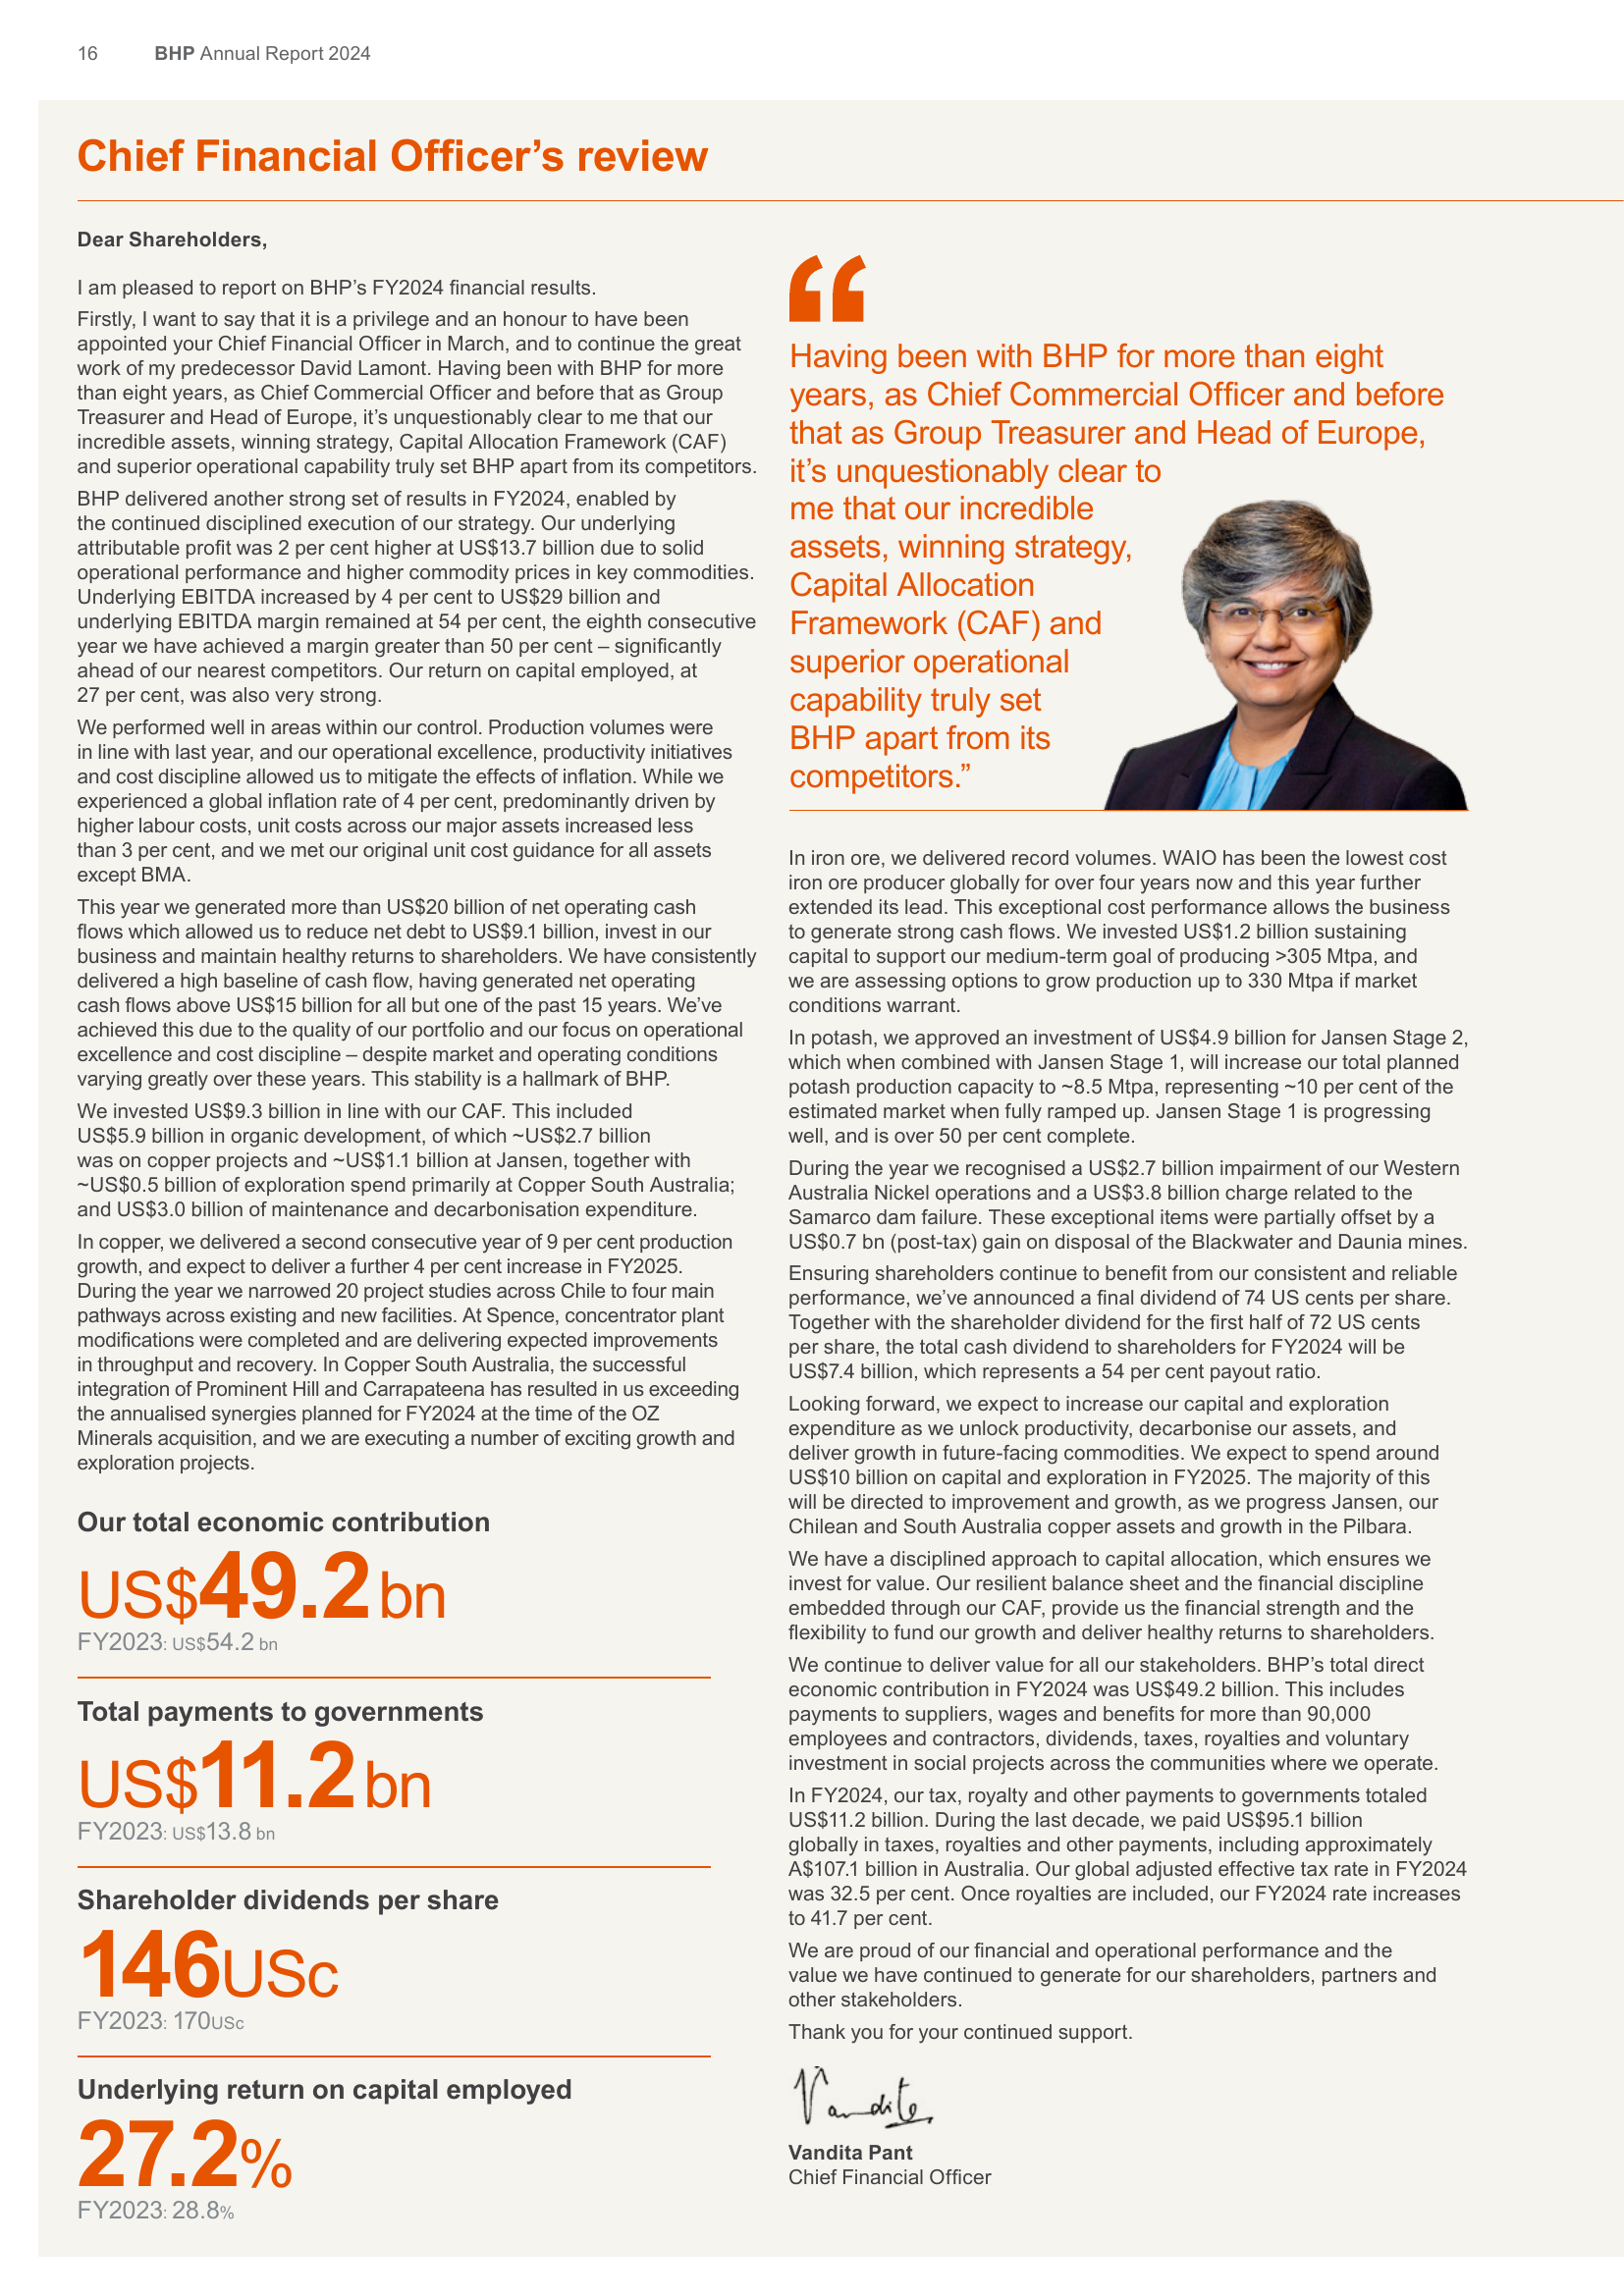 16 BHP Annual Report 2024
Chief Financial Officer’s review
Dear Shareholders,
I am pleased to report on BHP’s FY2024 financial results.
Firstly, I want to say that it is a privilege and an honour to have been
appointed your Chief Financial Officer in March, and to continue the great
work of my predecessor David Lamont. Having been with BHP for more
than eight years, as Chief Commercial Officer and before that as Group
Treasurer and Head of Europe, it’s unquestionably clear to me that our
incredible assets, winning strategy, Capital Allocation Framework (CAF)
and superior operational capability truly set BHP apart from its competitors.
BHP delivered another strong set of results in FY2024, enabled by
the continued disciplined execution of our strategy. Our underlying
attributable profit was 2 per cent higher at US$13.7 billion due to solid
operational performance and higher commodity prices in key commodities.
Underlying EBITDA increased by 4 per cent to US$29 billion and
underlying EBITDA margin remained at 54 per cent, the eighth consecutive
year we have achieved a margin greater than 50 per cent – significantly
ahead of our nearest competitors. Our return on capital employed, at
27 per cent, was also very strong.
We performed well in areas within our control. Production volumes were
in line with last year, and our operational excellence, productivity initiatives
and cost discipline allowed us to mitigate the effects of inflation. While we
experienced a global inflation rate of 4 per cent, predominantly driven by
higher labour costs, unit costs across our major assets increased less
than 3 per cent, and we met our original unit cost guidance for all assets
except BMA.
This year we generated more than US$20 billion of net operating cash
flows which allowed us to reduce net debt to US$9.1 billion, invest in our
business and maintain healthy returns to shareholders. We have consistently
delivered a high baseline of cash flow, having generated net operating
cash flows above US$15 billion for all but one of the past 15 years. We’ve
achieved this due to the quality of our portfolio and our focus on operational
excellence and cost discipline – despite market and operating conditions
varying greatly over these years. This stability is a hallmark of BHP.
We invested US$9.3 billion in line with our CAF. This included
US$5.9 billion in organic development, of which ~US$2.7 billion
was on copper projects and ~US$1.1 billion at Jansen, together with
~US$0.5 billion of exploration spend primarily at Copper South Australia;
and US$3.0 billion of maintenance and decarbonisation expenditure.
In copper, we delivered a second consecutive year of 9 per cent production
growth, and expect to deliver a further 4 per cent increase in FY2025.
During the year we narrowed 20 project studies across Chile to four main
pathways across existing and new facilities. At Spence, concentrator plant
modifications were completed and are delivering expected improvements
in throughput and recovery. In Copper South Australia, the successful
integration of Prominent Hill and Carrapateena has resulted in us exceeding
the annualised synergies planned for FY2024 at the time of the OZ
Minerals acquisition, and we are executing a number of exciting growth and
exploration projects.
Our total economic contribution
US$49.2 bn
FY2023: US$54.2 bn
Total payments to governments
US$11.2 bn
FY2023: US$13.8 bn
Shareholder dividends per share
146USc
FY2023: 170USc
Underlying return on capital employed
27.2%
FY2023: 28.8%
“
Having been with BHP for more than eight
years, as Chief Commercial Officer and before
that as Group Treasurer and Head of Europe,
it’s unquestionably clear to
me that our incredible
assets, winning strategy,
Capital Allocation
Framework (CAF) and
superior operational
capability truly set
BHP apart from its
competitors.”
In iron ore, we delivered record volumes. WAIO has been the lowest cost
iron ore producer globally for over four years now and this year further
extended its lead. This exceptional cost performance allows the business
to generate strong cash flows. We invested US$1.2 billion sustaining
capital to support our medium-term goal of producing >305 Mtpa, and
we are assessing options to grow production up to 330 Mtpa if market
conditions warrant.
In potash, we approved an investment of US$4.9 billion for Jansen Stage 2,
which when combined with Jansen Stage 1, will increase our total planned
potash production capacity to ~8.5 Mtpa, representing ~10 per cent of the
estimated market when fully ramped up. Jansen Stage 1 is progressing
well, and is over 50 per cent complete.
During the year we recognised a US$2.7 billion impairment of our Western
Australia Nickel operations and a US$3.8 billion charge related to the
Samarco dam failure. These exceptional items were partially offset by a
US$0.7 bn (post-tax) gain on disposal of the Blackwater and Daunia mines.
Ensuring shareholders continue to benefit from our consistent and reliable
performance, we’ve announced a final dividend of 74 US cents per share.
Together with the shareholder dividend for the first half of 72 US cents
per share, the total cash dividend to shareholders for FY2024 will be
US$7.4 billion, which represents a 54 per cent payout ratio.
Looking forward, we expect to increase our capital and exploration
expenditure as we unlock productivity, decarbonise our assets, and
deliver growth in future-facing commodities. We expect to spend around
US$10 billion on capital and exploration in FY2025. The majority of this
will be directed to improvement and growth, as we progress Jansen, our
Chilean and South Australia copper assets and growth in the Pilbara.
We have a disciplined approach to capital allocation, which ensures we
invest for value. Our resilient balance sheet and the financial discipline
embedded through our CAF, provide us the financial strength and the
flexibility to fund our growth and deliver healthy returns to shareholders.
We continue to deliver value for all our stakeholders. BHP’s total direct
economic contribution in FY2024 was US$49.2 billion. This includes
payments to suppliers, wages and benefits for more than 90,000
employees and contractors, dividends, taxes, royalties and voluntary
investment in social projects across the communities where we operate.
In FY2024, our tax, royalty and other payments to governments totaled
US$11.2 billion. During the last decade, we paid US$95.1 billion
globally in taxes, royalties and other payments, including approximately
A$107.1 billion in Australia. Our global adjusted effective tax rate in FY2024
was 32.5 per cent. Once royalties are included, our FY2024 rate increases
to 41.7 per cent.
We are proud of our financial and operational performance and the
value we have continued to generate for our shareholders, partners and
other stakeholders.
Thank you for your continued support.
Vandita
Vandita Pant
Chief Financial Officer